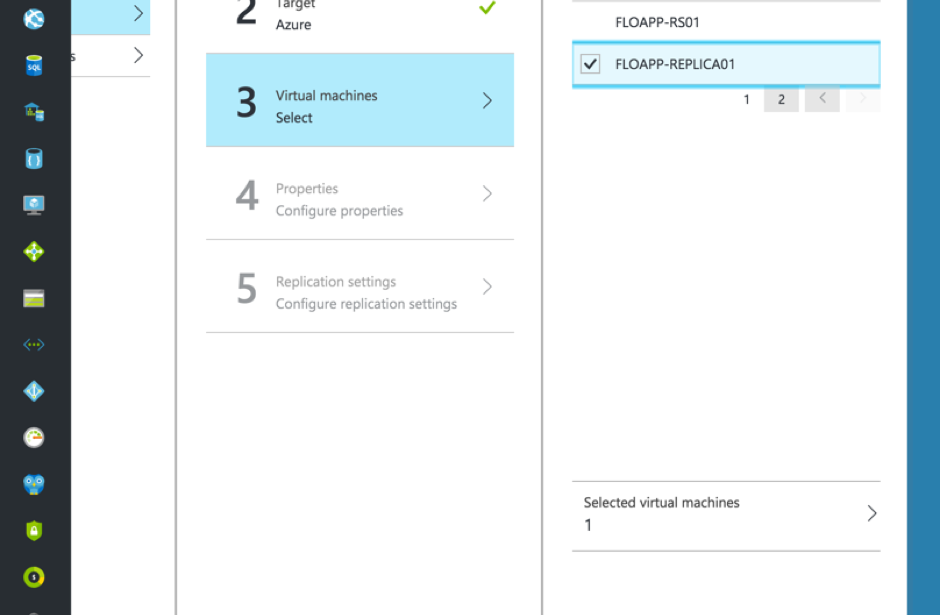 2
Target
Azure
3
Virtual machines
Select
4
Properties
Configure properties
5
Replication settings
Configure replication settings
FLOAPP-RS01
FLOAPP-REPLICA01
1 2
Selected virtual machines
1
s
SQL